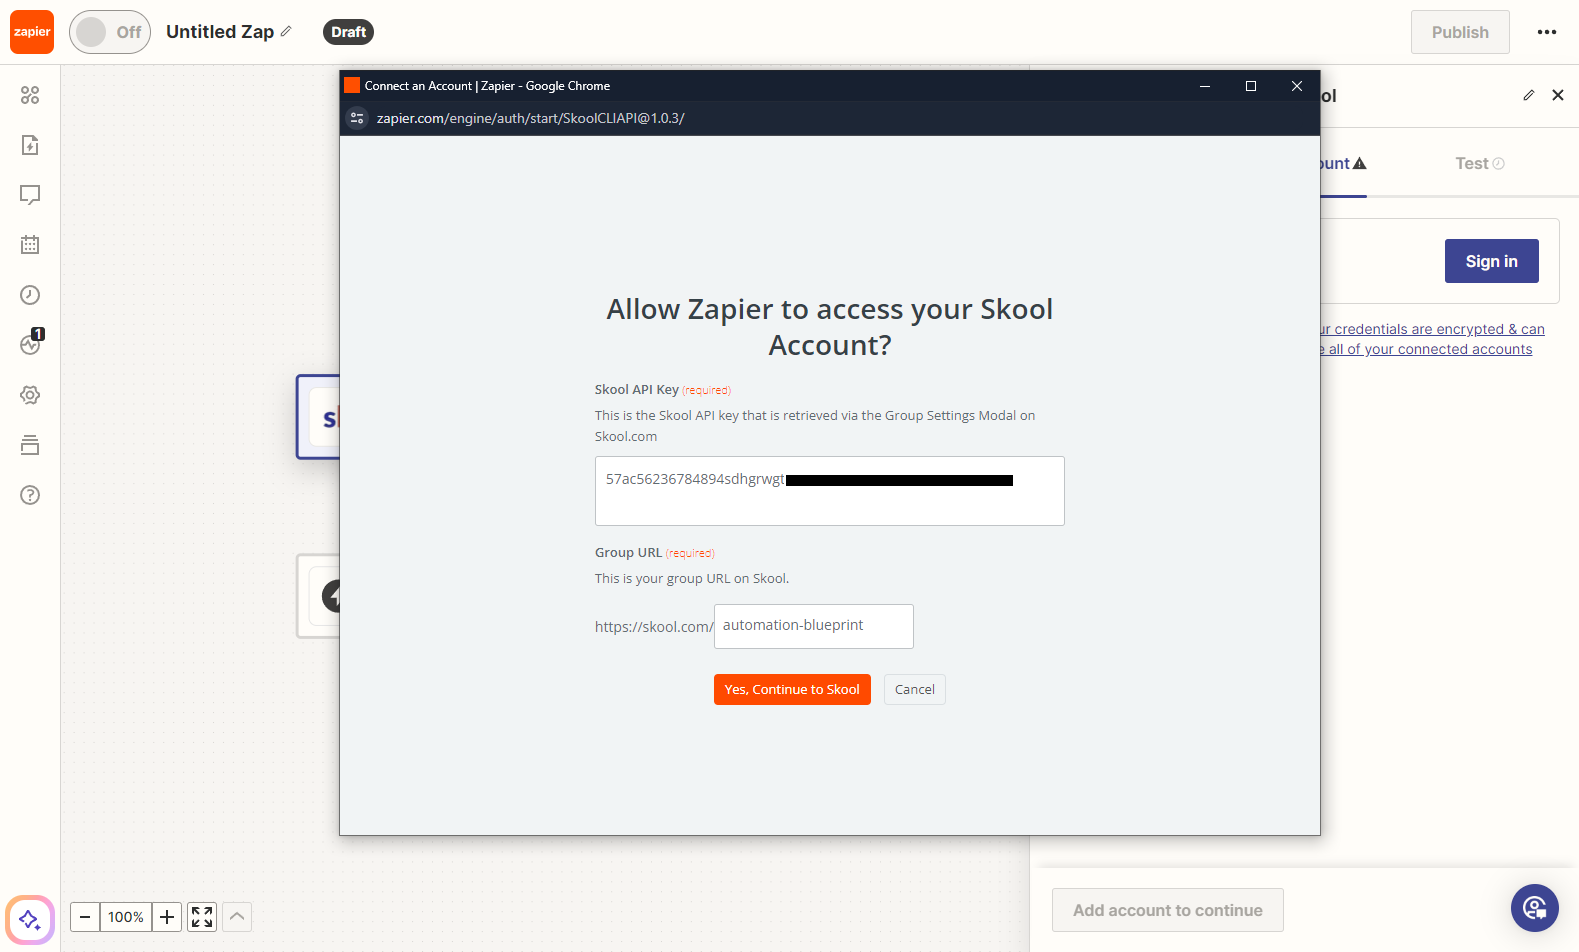 zapier
Off
Untitled Zap
Draft
Publish
Connect an Account | Zapier - Google Chrome
zapier.com/engine/auth/start/SkoolCLIAPI@1.0.3/
ol
ount
Test
Sign in
Allow Zapier to access your Skool
Account?
Skool API Key (required)
This is the Skool API key that is retrieved via the Group Settings Modal on
Skool.com
57ac56236784894sdhgrwgt
Group URL (required)
This is your group URL on Skool.
https://skool.com/ automation-blueprint
Yes, Continue to Skool
Cancel
ur credentials are encrypted & can
e all of your connected accounts
1
s
100%
Add account to continue